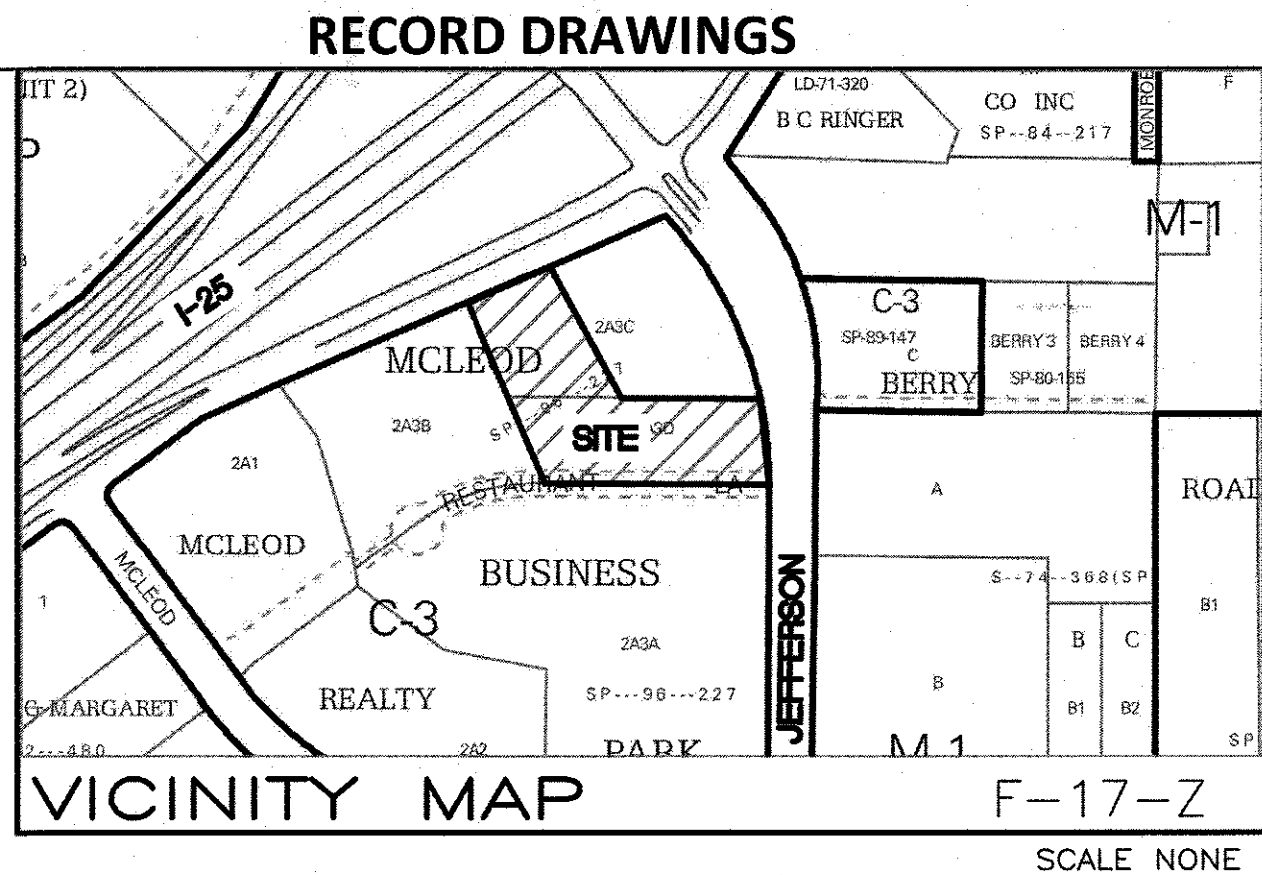 RECORD DRAWINGS
LD-71-320
B C RINGER
CO INC
SP--84--217
MONROE
F
M-1
I-25
C-3
SP-89-147
C
BERRY
BERRY 3
BERRY 4
SP-80-155
2A3C
MCLEOD
2A3B
SITE
RESTAURANT
LA
2A1
MCLEOD
MCLEOD
1
C-3
BUSINESS
2A3A
SP---96---227
REALTY
2A2
PARK
G MARGARET
2---480
JEFFERSON
A
S--74--368(SP
B
B
C
B1
B2
M-1
ROAD
B1
SP
VICINITY MAP
F-17-Z
SCALE NONE